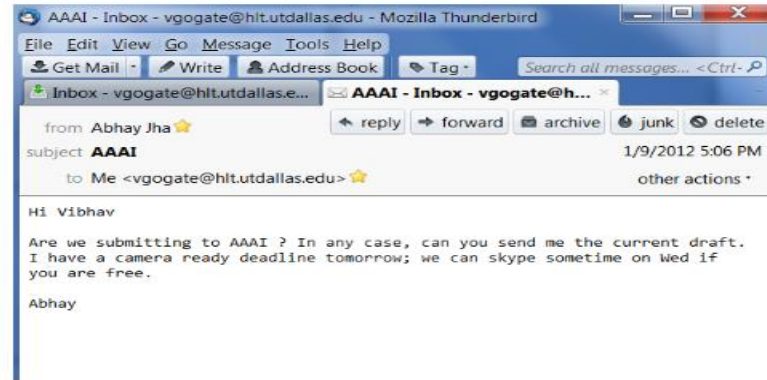 AAAI - Inbox - vgogate@hlt.utdallas.edu - Mozilla Thunderbird
File Edit View Go Message Tools Help
Get Mail Write Address Book Tag Search all messages... <Ctrl-
Inbox - vgogate@hlt.utdallas.e... AAAI - Inbox - vgogate@h...
from Abhay Jha reply forward archive junk delete
subject AAAI 1/9/2012 5:06 PM
to Me <vgogate@hlt.utdallas.edu> other actions
Hi Vibhav
Are we submitting to AAAI ? In any case, can you send me the current draft.
I have a camera ready deadline tomorrow; we can skype sometime on Wed if
you are free.
Abhay